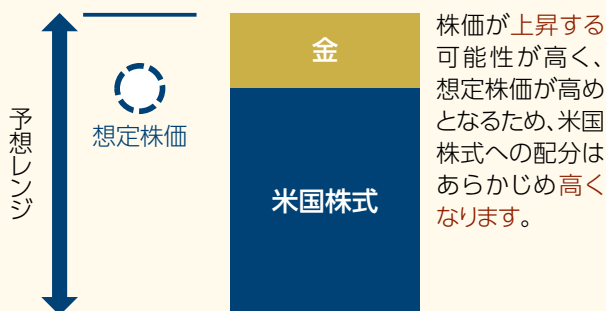 予想レンジ
想定株価
金
米国株式
株価が上昇する
可能性が高く、
想定株価が高め
となるため、米国
株式への配分は
あらかじめ高く
なります。